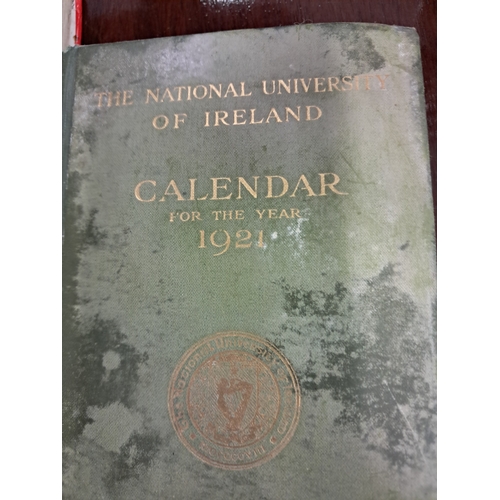 THE NATIONAL UNIVERSITY
OF IRELAND
CALENDAR
FOR THE YEAR
1921